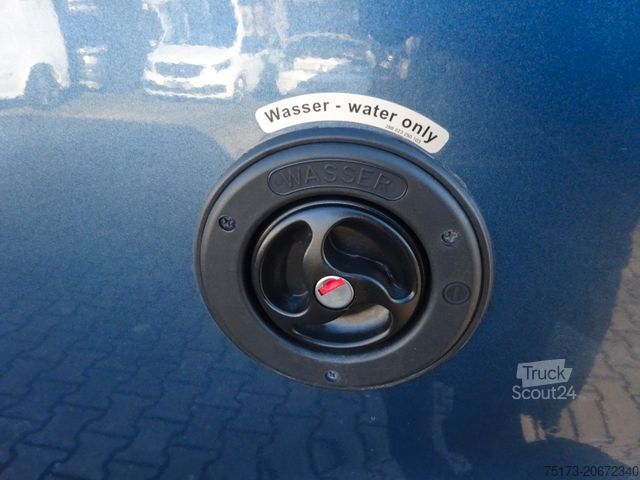 Wasser - water only
WASSER
Truck
Scout24
75173-20672340